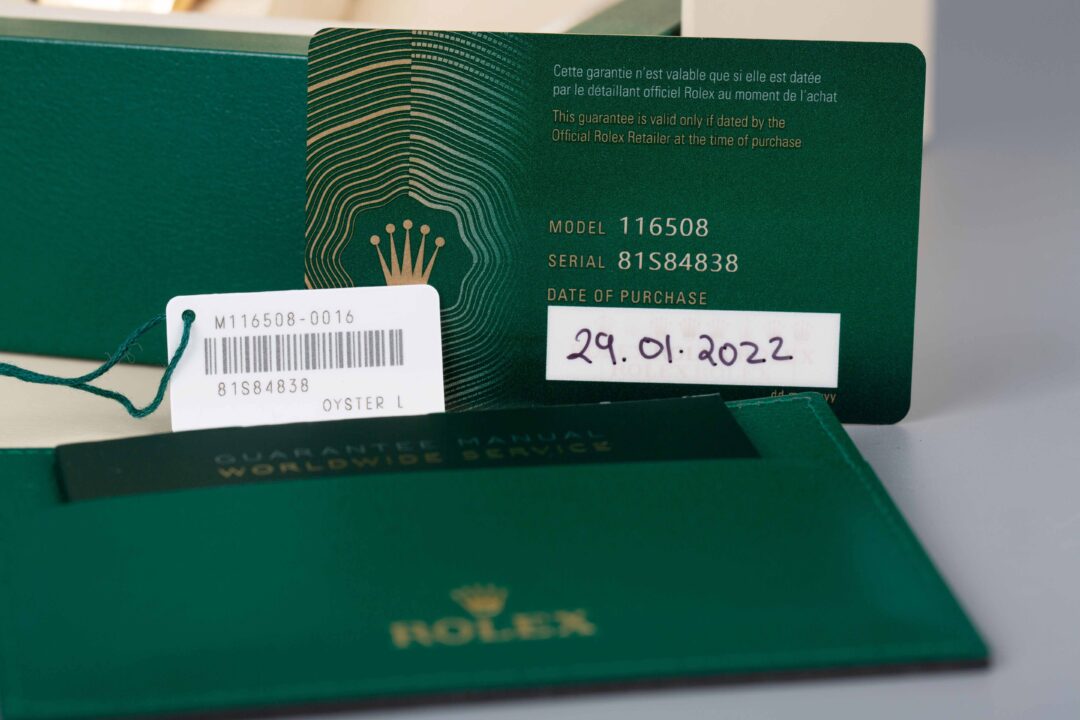 Cette garantie n'est valable que si elle est datée
par le détaillant officiel Rolex au moment de l'achat
This guarantee is valid only if dated by the
Official Rolex Retailer at the time of purchase
MODEL 116508
SERIAL 81S84838
DATE OF PURCHASE
29.01.2022
M116508-0016
81S84838
OYSTER L
GUARANTEE MANUAL
WORLDWIDE SERVICE
ROLEX